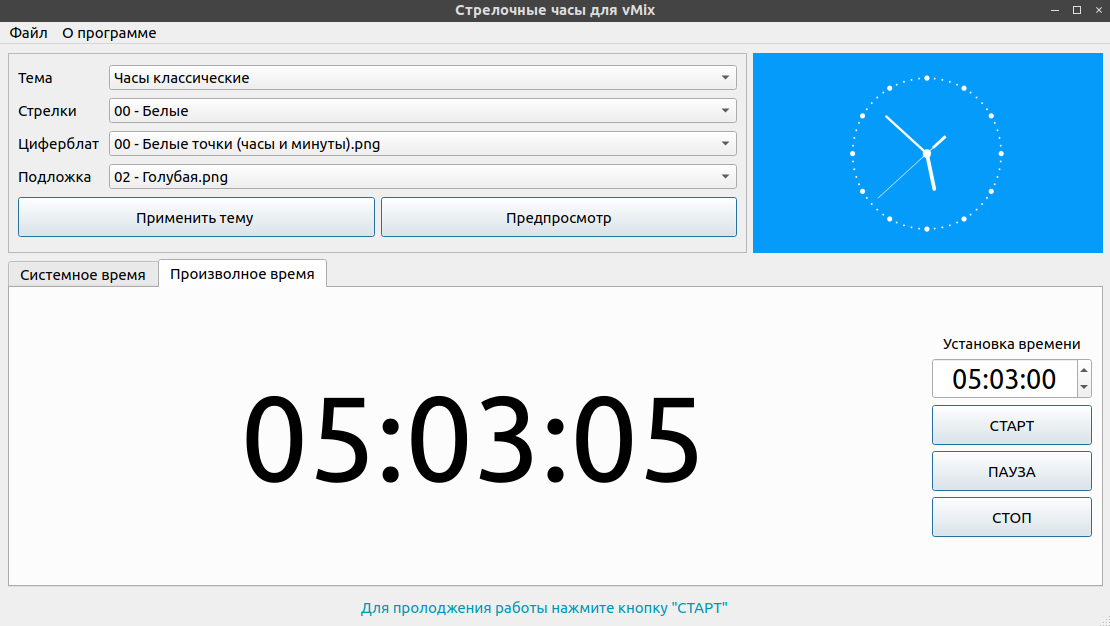 Стрелочные часы для vMix
Файл О программе
Тема Часы классические
Стрелки 00 - Белые
Циферблат 00 - Белые точки (часы и минуты).png
Подложка 02 - Голубая.png
Применить тему Предпросмотр
Системное время Произвольное время
Установка времени
05:03:00
05:03:05
СТАРТ
ПАУЗА
СТОП
Для пролоджения работы нажмите кнопку "СТАРТ"